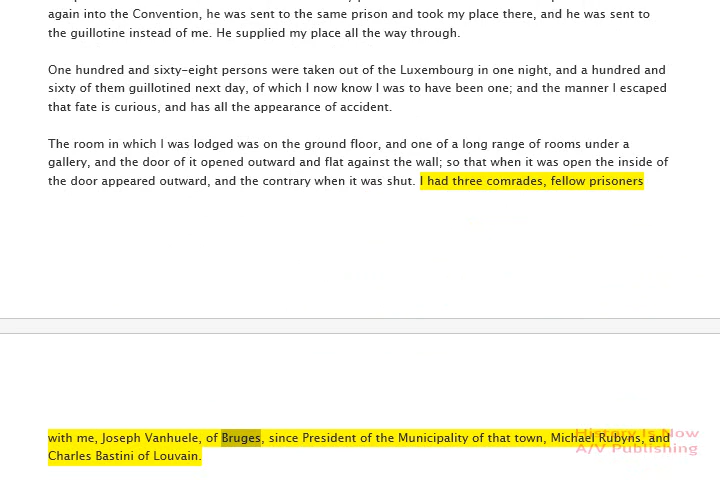 again into the Convention, he was sent to the same prison and took my place there, and he was sent to
the guillotine instead of me. He supplied my place all the way through.
One hundred and sixty-eight persons were taken out of the Luxembourg in one night, and a hundred and
sixty of them guillotined next day, of which I now know I was to have been one; and the manner I escaped
that fate is curious, and has all the appearance of accident.
The room in which I was lodged was on the ground floor, and one of a long range of rooms under a
gallery, and the door of it opened outward and flat against the wall; so that when it was open the inside of
the door appeared outward, and the contrary when it was shut. I had three comrades, fellow prisoners
with me, Joseph Vanhuele, of Bruges, since President of the Municipality of that town, Michael Rubyns, and
Charles Bastini of Louvain.
History Is Now
A/V Publishing